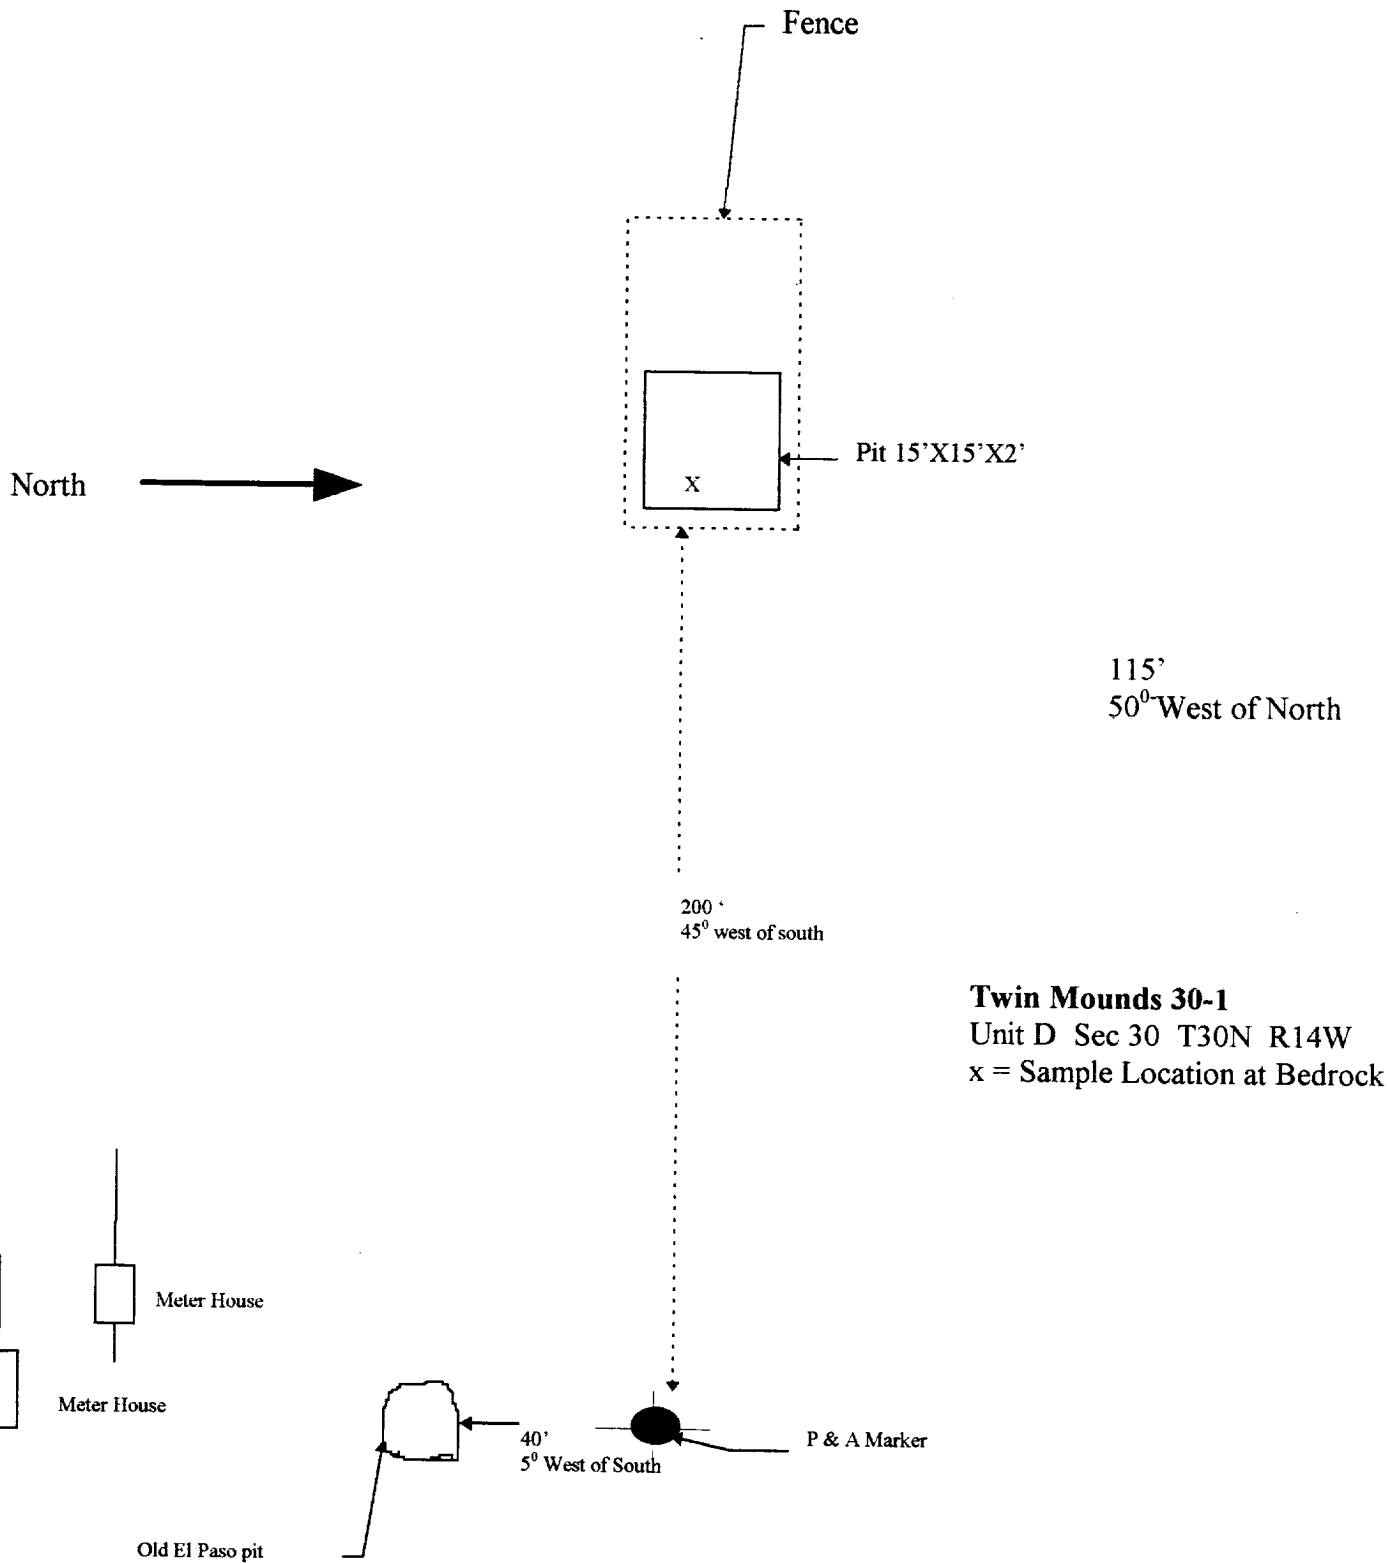 Fence
Pit 15’X15’X2’
North
X
115’
50⁰ West of North
200 ‘
45⁰ west of south
Twin Mounds 30-1
Unit D Sec 30 T30N R14W
x = Sample Location at Bedrock
Meter House
Meter House
40’
5⁰ West of South
P & A Marker
Old El Paso pit